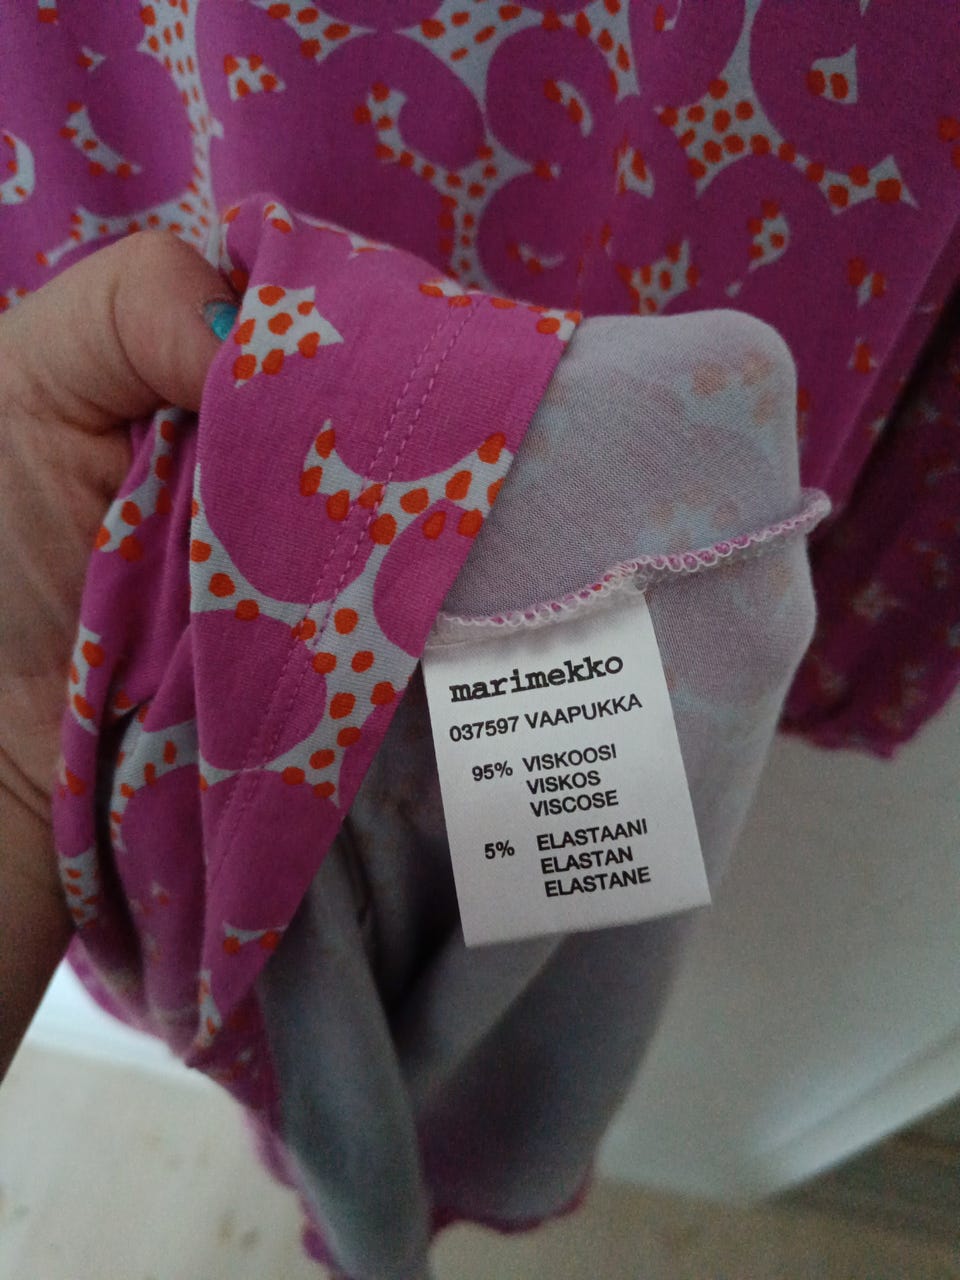 marimekko
037597 VAAPUKKA
95% VISKOOSI
VISKOS
VISCOSE
5% ELASTAANI
ELASTAN
ELASTANE